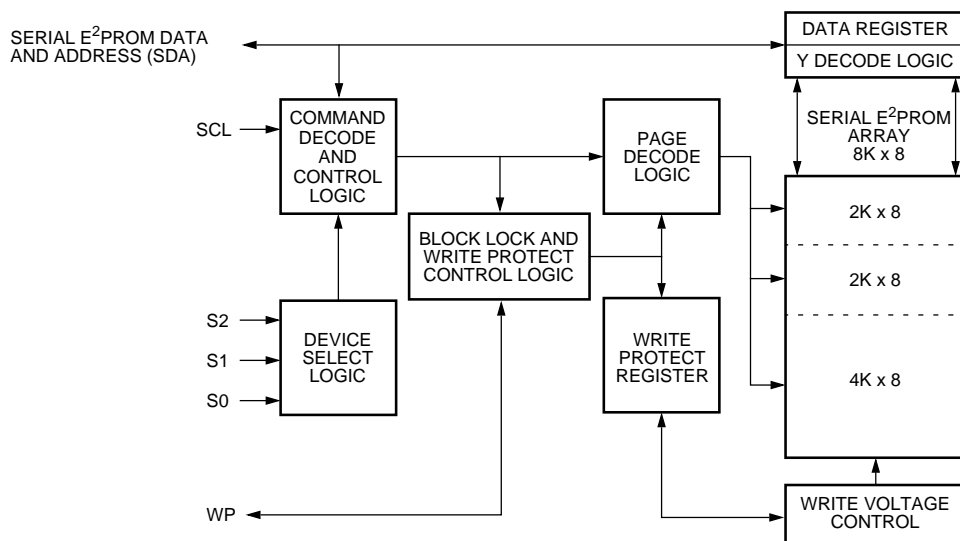 SERIAL E²PROM DATA
AND ADDRESS (SDA)
DATA REGISTER
Y DECODE LOGIC
SCL
COMMAND
DECODE
AND
CONTROL
LOGIC
PAGE
DECODE
LOGIC
SERIAL E²PROM
ARRAY
8K x 8
2K x 8
BLOCK LOCK AND
WRITE PROTECT
CONTROL LOGIC
2K x 8
S2
S1
S0
DEVICE
SELECT
LOGIC
WRITE
PROTECT
REGISTER
4K x 8
WP
WRITE VOLTAGE
CONTROL